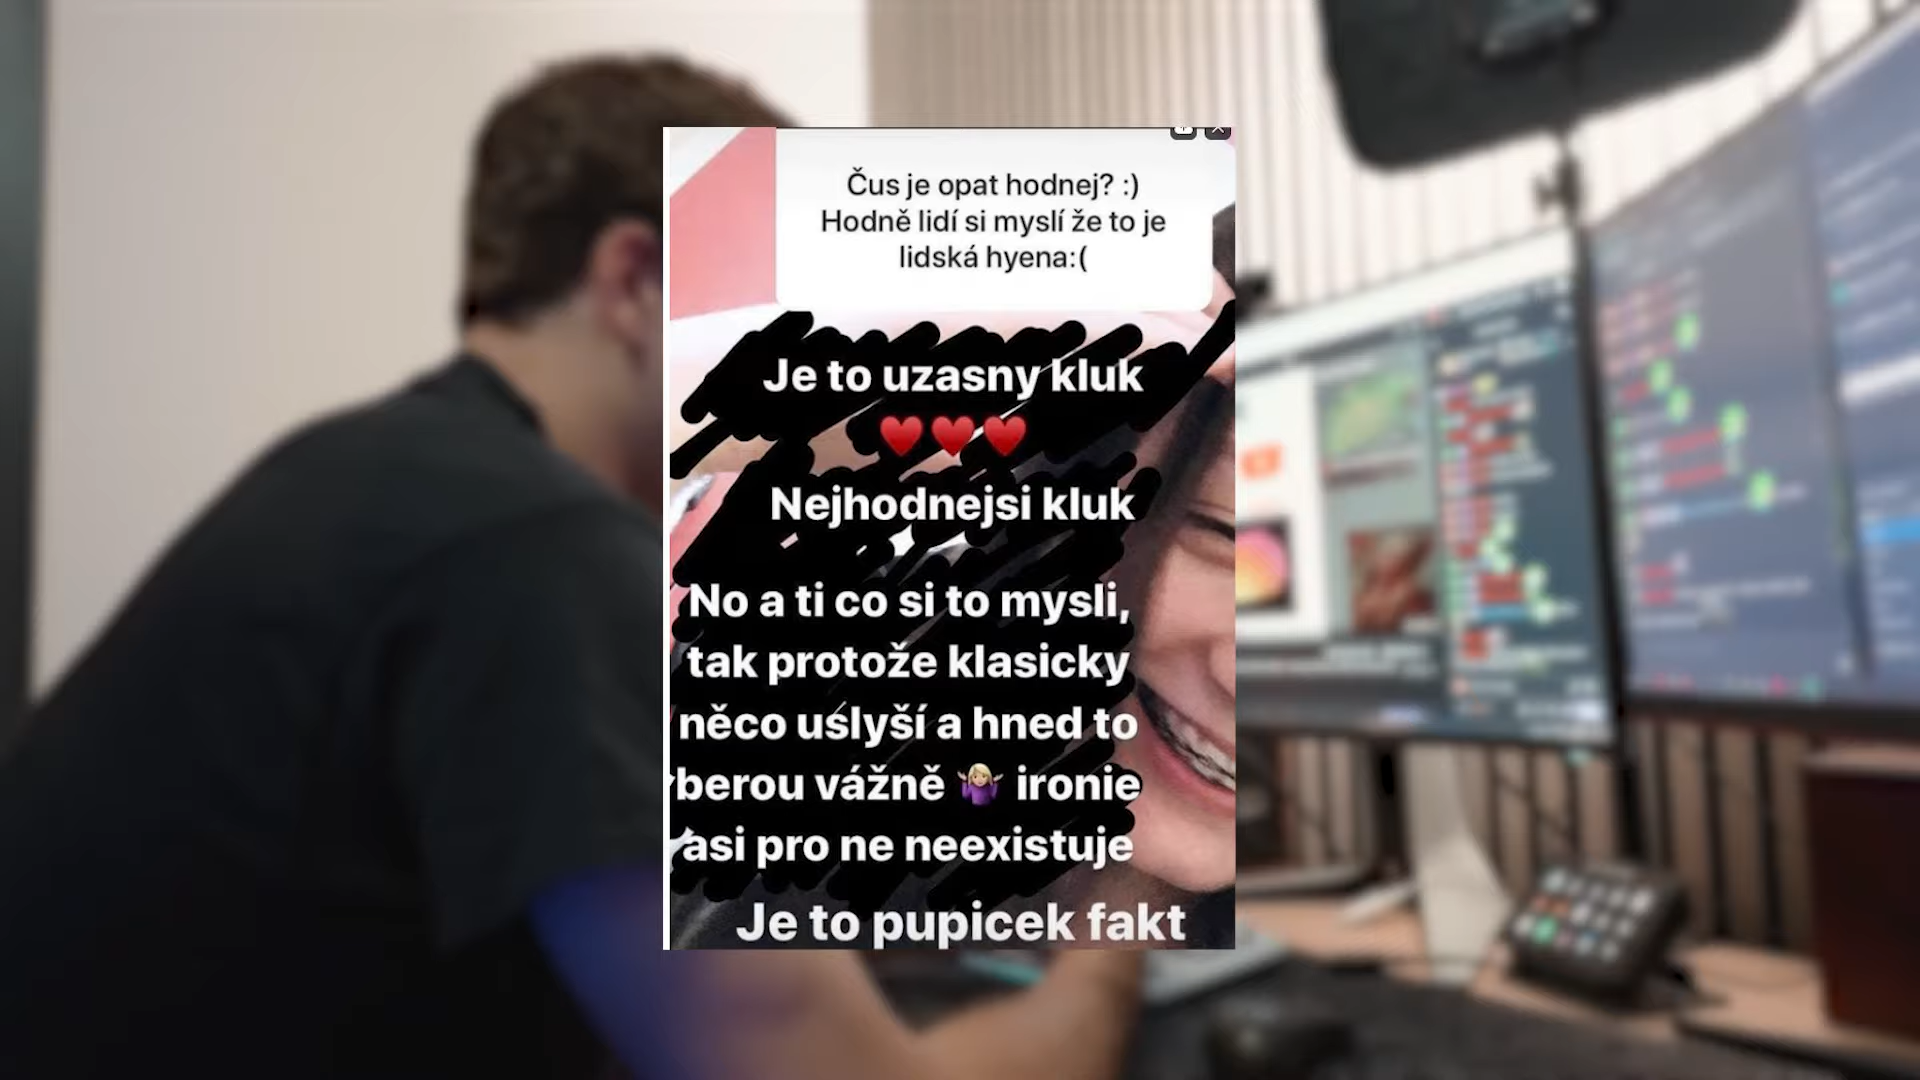 Čus je opat hodnej? :)
Hodně lidí si myslí že to je
lidská hyena:(
Je to uzasny kluk
♥️♥️♥️
Nejhodnejsi kluk
No a ti co si to mysli,
tak protože klasicky
něco uslyší a hned to
berou vážně 🤷🏼‍♀️ ironie
asi pro ne neexistuje
Je to pupicek fakt